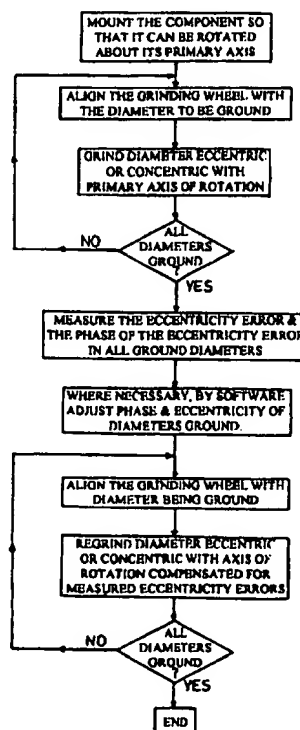 MOUNT THE COMPONENT SO
THAT IT CAN BE ROTATED
ABOUT ITS PRIMARY AXIS
ALIGN THE GRINDING WHEEL WITH
THE DIAMETER TO BE GROUND
GRIND DIAMETER ECCENTRIC
OR CONCENTRIC WITH
PRIMARY AXIS OF ROTATION
ALL
DIAMETERS
GROUND
?
NO
YES
MEASURE THE ECCENTRICITY ERROR &
THE PHASE OF THE ECCENTRICITY ERROR
IN ALL GROUND DIAMETERS
WHERE NECESSARY, BY SOFTWARE
ADJUST PHASE & ECCENTRICITY OF
DIAMETERS GROUND.
ALIGN THE GRINDING WHEEL WITH
DIAMETER BEING GROUND
REGRIND DIAMETER ECCENTRIC
OR CONCENTRIC WITH AXIS OF
ROTATION COMPENSATED FOR
MEASURED ECCENTRICITY ERRORS
ALL
DIAMETERS
GROUND
?
NO
YES
END